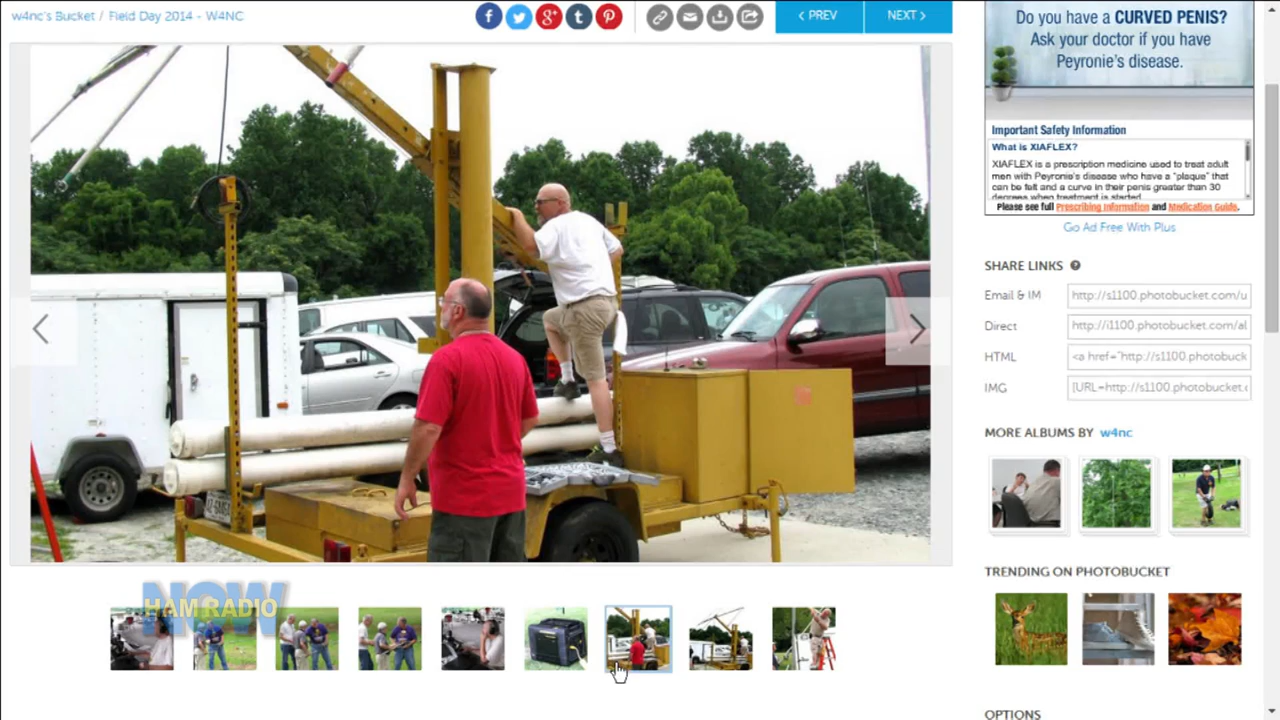 w4nc's Bucket / Field Day 2014 - W4NC
PREV
NEXT
Do you have a CURVED PENIS?
Ask your doctor if you have
Peyronie's disease.
Important Safety Information
What is XIAFLEX?
XIAFLEX is a prescription medicine used to treat adult
men with Peyronie's disease who have a "plaque" that
can be felt and a curve in their penis greater than 30
degrees when treatment is started.
Please see full Prescribing Information and Medication Guide.
Go Ad Free With Plus
SHARE LINKS ?
Email & IM http://s1100.photobucket.com/u
Direct http://i1100.photobucket.com/al
HTML <a href="http://s1100.photobuck
IMG [URL=http://s1100.photobucket.c
MORE ALBUMS BY w4nc
TRENDING ON PHOTOBUCKET
OPTIONS
NOW
HAM RADIO